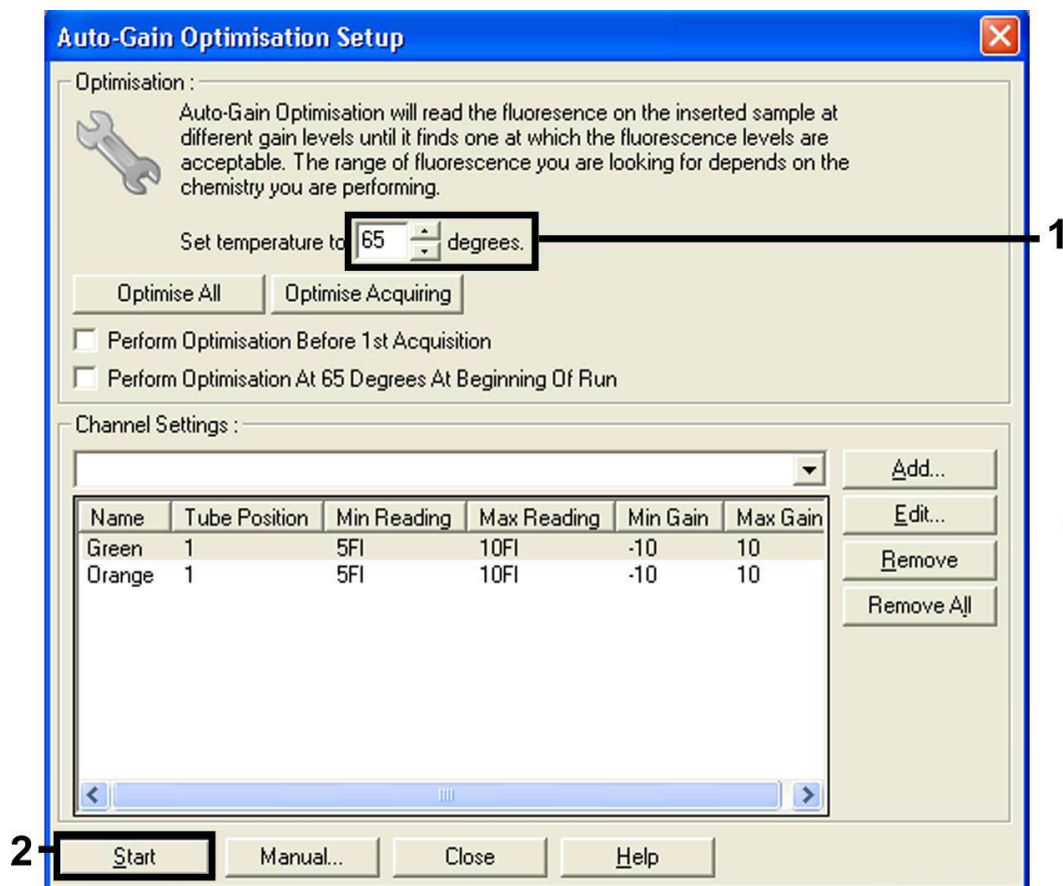 Auto-Gain Optimisation Setup
Optimisation :
Auto-Gain Optimisation will read the fluoresence on the inserted sample at
different gain levels until it finds one at which the fluorescence levels are
acceptable. The range of fluorescence you are looking for depends on the
chemistry you are performing.
Set temperature to 65 degrees.
1
Optimise All Optimise Acquiring
Perform Optimisation Before 1st Acquisition
Perform Optimisation At 65 Degrees At Beginning Of Run
Channel Settings :
Add...
Name Tube Position Min Reading Max Reading Min Gain Max Gain
Edit...
Green 1 5Fl 10Fl -10 10
Orange 1 5Fl 10Fl -10 10
Remove
Remove All
2
Start Manual... Close Help